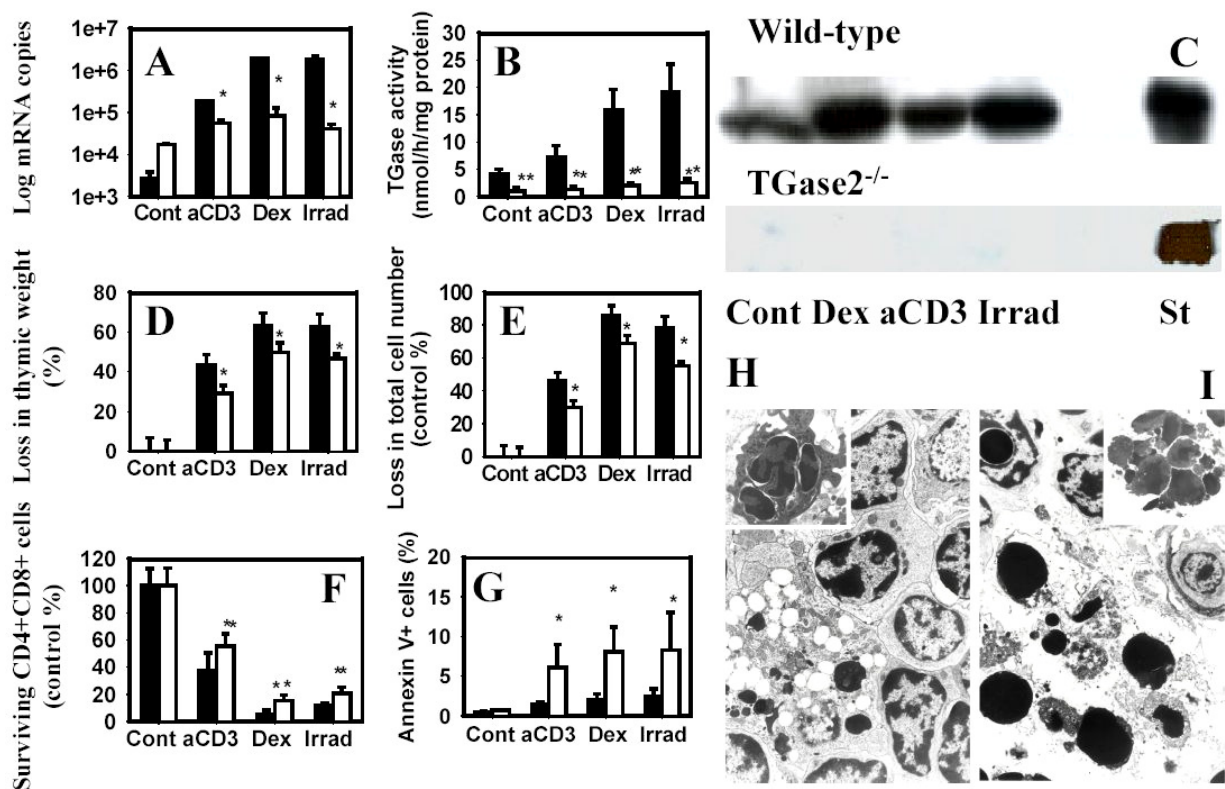 Log mRNA copies
1e+7
1e+6
1e+5
1e+4
1e+3
A
*
*
*
Cont aCD3 Dex Irrad
TGase activity
(nmol/h/mg protein)
30
25
20
15
10
5
0
B
**
**
**
**
Cont aCD3 Dex Irrad
Wild-type
C
TGase2-/-
Cont Dex aCD3 Irrad St
Loss in thymic weight
(%)
80
60
40
20
0
D
*
*
*
Cont aCD3 Dex Irrad
Loss in total cell number
(control %)
100
80
60
40
20
0
E
*
*
*
Cont aCD3 Dex Irrad
Surviving CD4+CD8+ cells
(control %)
120
100
80
60
40
20
0
F
**
**
**
Cont aCD3 Dex Irrad
Annexin V+ cells (%)
20
15
10
5
0
G
*
*
*
Cont aCD3 Dex Irrad
H
I